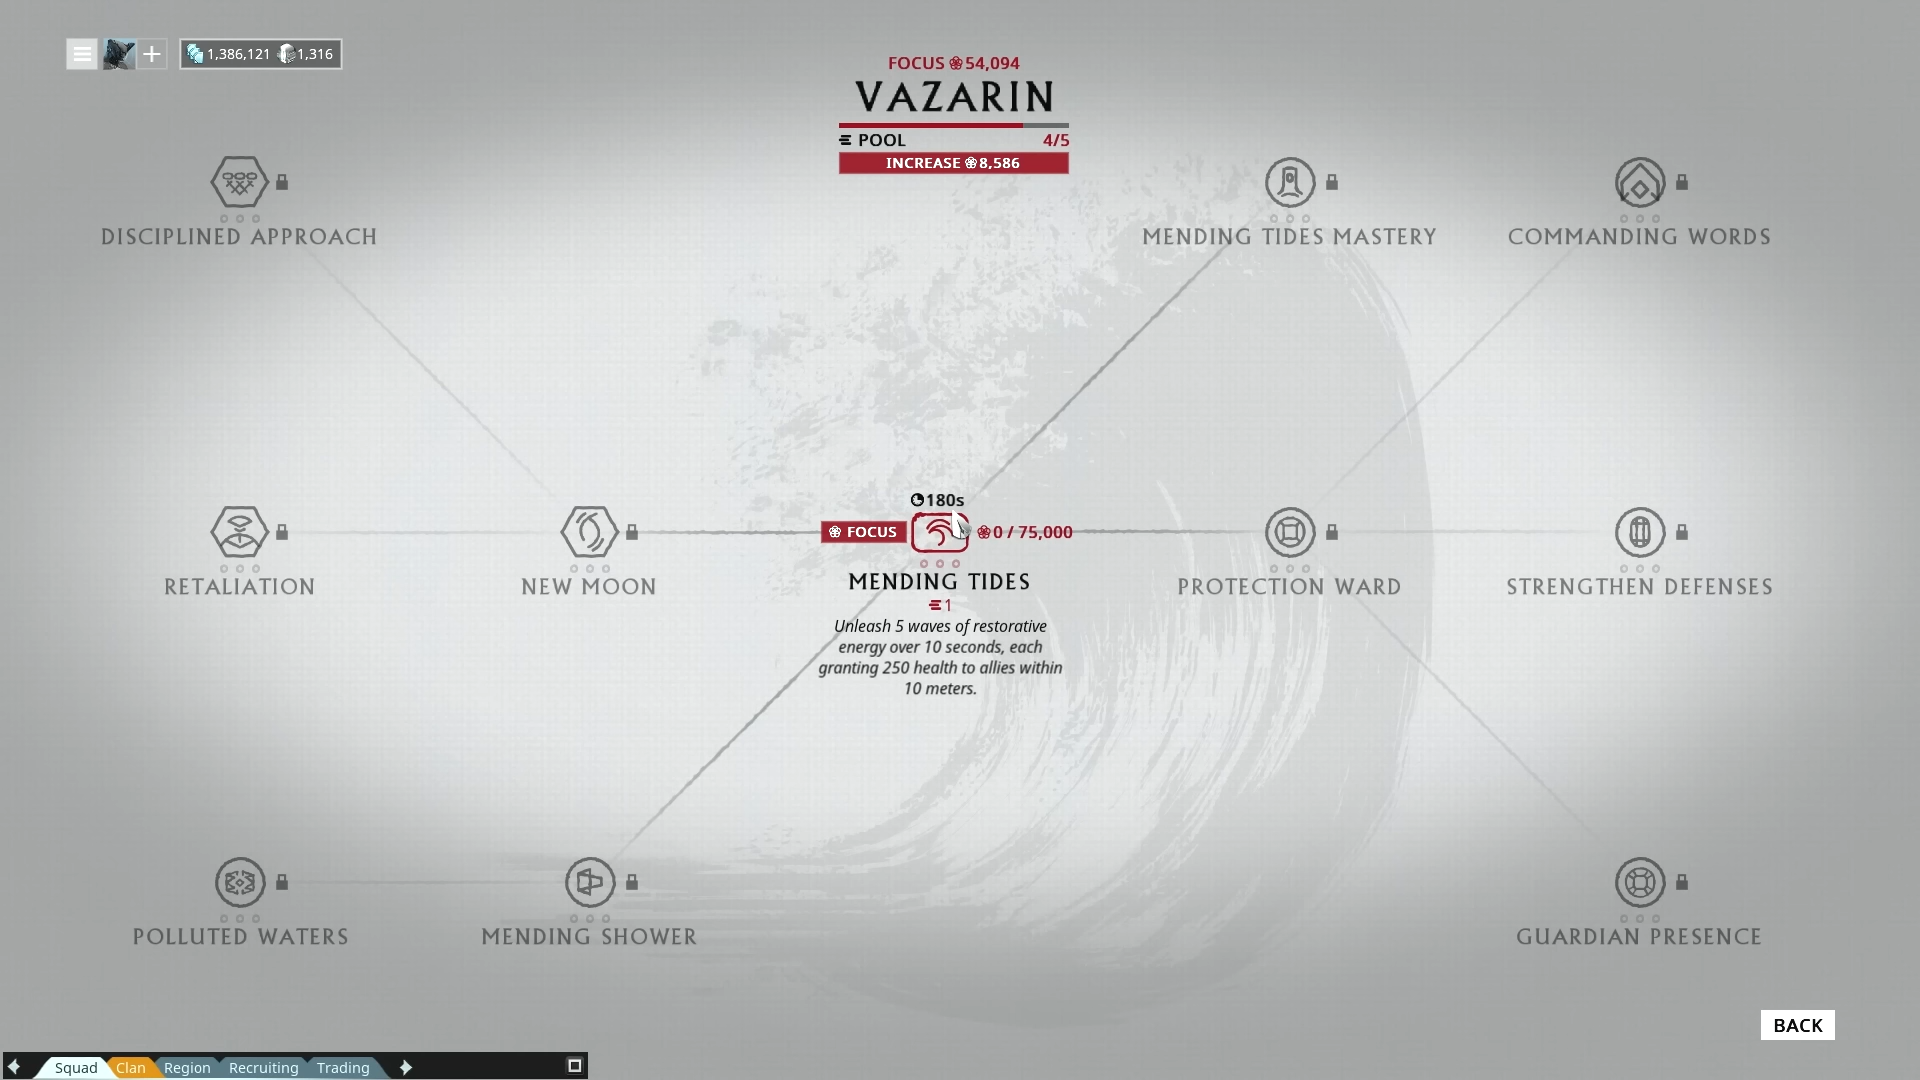 1,386,121 1,316
FOCUS 54,094
VAZARIN
POOL 4/5
INCREASE 8,586
DISCIPLINED APPROACH
MENDING TIDES MASTERY
COMMANDING WORDS
180s
FOCUS 0 / 75,000
RETALIATION
NEW MOON
MENDING TIDES
PROTECTION WARD
STRENGTHEN DEFENSES
1
Unleash 5 waves of restorative
energy over 10 seconds, each
granting 250 health to allies within
10 meters.
POLLUTED WATERS
MENDING SHOWER
GUARDIAN PRESENCE
BACK
Squad Clan Region Recruiting Trading